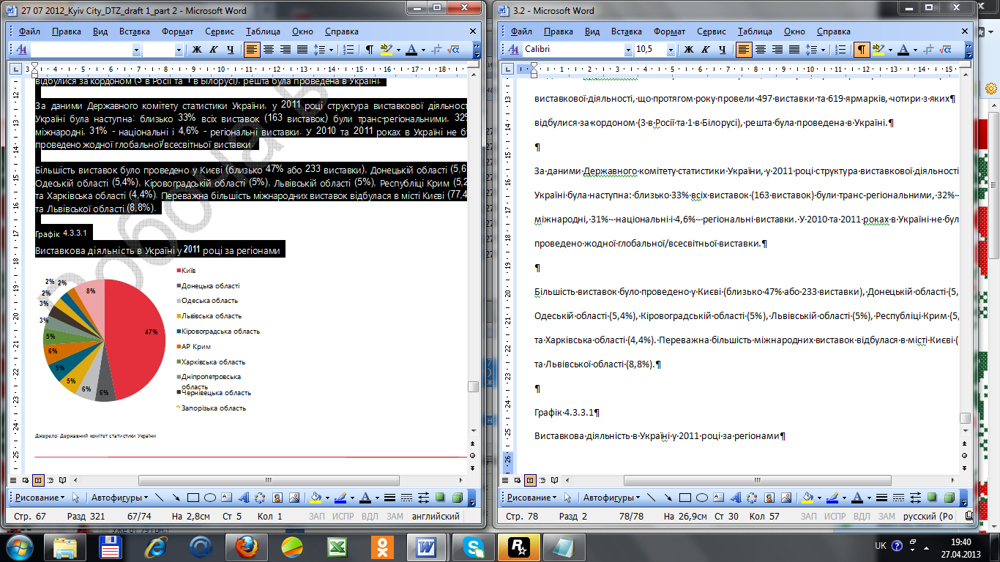 27 07 2012_Kyiv City_DTZ_draft 1_part 2 - Microsoft Word
Файл Правка Вид Вставка Формат Сервис Таблица Окно Справка
відбулися за кордоном (3 в Росії та 1 в Білорусі), решта була проведена в Україні.
За даними Державного комітету статистики України, у 2011 році структура виставкової діяльност
Україні була наступна: близько 33% всіх виставок (163 виставок) були транс-регіональними, 32%
міжнародні, 31% - національні і 4,6% - регіональні виставки. У 2010 та 2011 роках в Україні не бу
проведено жодної глобальної/всесвітньої виставки.
Більшість виставок було проведено у Києві (близько 47% або 233 виставки), Донецькій області (5,6
Одеській області (5,4%), Кіровоградській області (5%), Львівській області (5%), Республіці Крим (5,2
та Харківська області (4,4%). Переважна більшість міжнародних виставок відбулася в місті Києві (77,4
та Львівської області (8,8%).
Графік 4.3.3.1
Виставкова діяльність в Україні у 2011 році за регіонами
47%
6%
6%
5%
5%
6%
5%
3%
3%
2%
2%
2%
8%
Київ
Донецька області
Одеська область
Львівська область
Кіровоградська область
АР Крим
Харківська область
Дніпропетровська
область
Чернівецька область
Запорізька область
Джерело: Державний комітет статистики України
Робоча в
Рисование Автофигуры
Стр. 67 Разд 321 67/74 На 2,8см Ст 5 Кол 1 ЗАП ИСПР ВДЛ ЗАМ английский
3.2 - Microsoft Word
Файл Правка Вид Вставка Формат Сервис Таблица Окно Справка
Calibri 10,5 Ж К Ч
виставкової·діяльності,·що·протягом·року·провели·497·виставки·та·619·ярмарків,·чотири·з·яких¶
відбулися·за·кордоном·(3·в·Росії·та·1·в·Білорусі),·решта·була·проведена·в·Україні.¶
¶
За·даними·Державного·комітету·статистики·України,·у·2011·році·структура·виставкової·діяльності
Україні·була·наступна:·близько·33%·всіх·виставок·(163·виставок)·були·транс-регіональними,·32%·-
міжнародні,·31%·-·національні·і·4,6%·-·регіональні·виставки.·У·2010·та·2011·роках·в·Україні·не·бул
проведено·жодної·глобальної/всесвітньої·виставки.¶
¶
Більшість·виставок·було·проведено·у·Києві·(близько·47%·або·233·виставки),·Донецькій·області·(5,
Одеській·області·(5,4%),·Кіровоградській·області·(5%),·Львівській·області·(5%),·Республіці·Крим·(5,
та·Харківська·області·(4,4%).·Переважна·більшість·міжнародних·виставок·відбулася·в·місті·Києві·(
та·Львівської·області·(8,8%).¶
¶
Графік·4.3.3.1¶
Виставкова·діяльність·в·Україні·у·2011·році·за·регіонами¶
Рисование Автофигуры
Стр. 78 Разд 2 78/78 На 26,9см Ст 30 Кол 57 ЗАП ИСПР ВДЛ ЗАМ русский (Ро
UK
19:40
27.04.2013